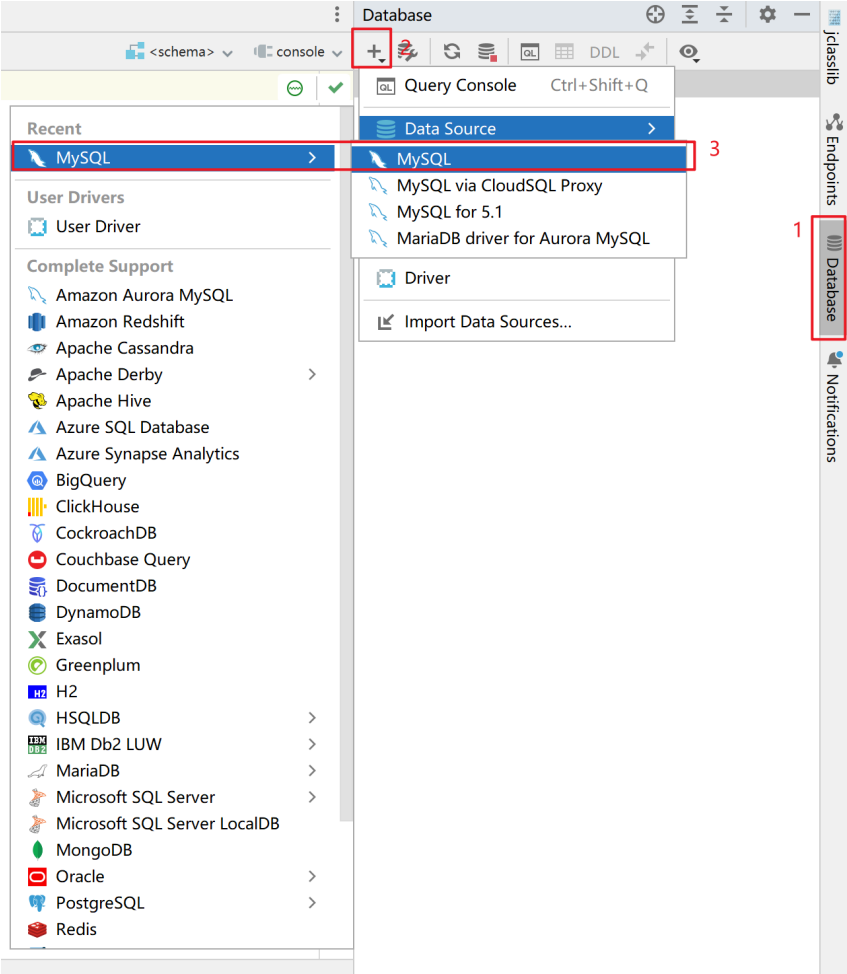 Database
<schema>
console
2
QL
DDL
Query Console Ctrl+Shift+Q
Data Source
MySQL
3
MySQL via CloudSQL Proxy
MySQL for 5.1
MariaDB driver for Aurora MySQL
Driver
Import Data Sources...
Recent
MySQL
User Drivers
User Driver
Complete Support
Amazon Aurora MySQL
Amazon Redshift
Apache Cassandra
Apache Derby
Apache Hive
Azure SQL Database
Azure Synapse Analytics
BigQuery
ClickHouse
CockroachDB
Couchbase Query
DocumentDB
DynamoDB
Exasol
Greenplum
H2
HSQLDB
IBM Db2 LUW
MariaDB
Microsoft SQL Server
Microsoft SQL Server LocalDB
MongoDB
Oracle
PostgreSQL
Redis
jclasslib
Endpoints
1
Database
Notifications